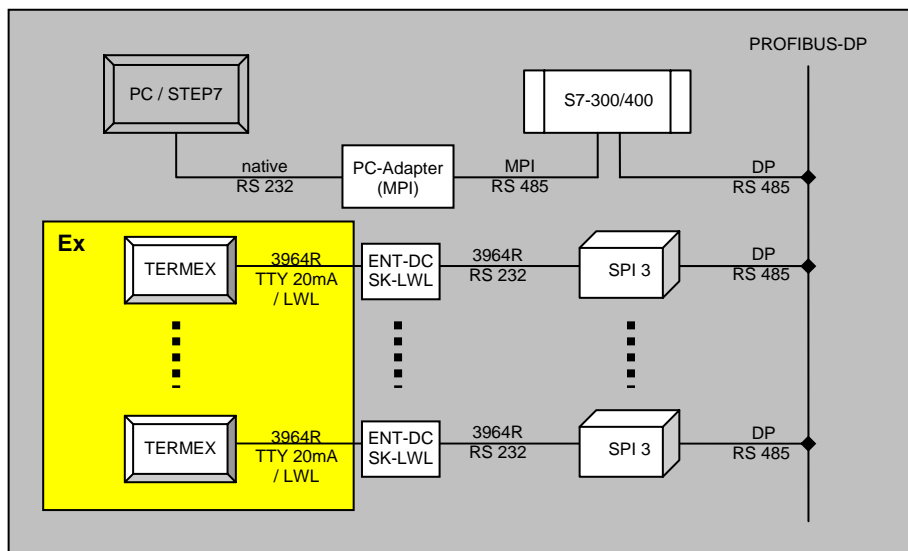 PROFIBUS-DP
PC / STEP7
S7-300/400
native
RS 232
PC-Adapter
(MPI)
MPI
RS 485
DP
RS 485
Ex
TERMEX
3964R
TTY 20mA
/ LWL
ENT-DC
SK-LWL
3964R
RS 232
SPI 3
DP
RS 485
TERMEX
3964R
TTY 20mA
/ LWL
ENT-DC
SK-LWL
3964R
RS 232
SPI 3
DP
RS 485